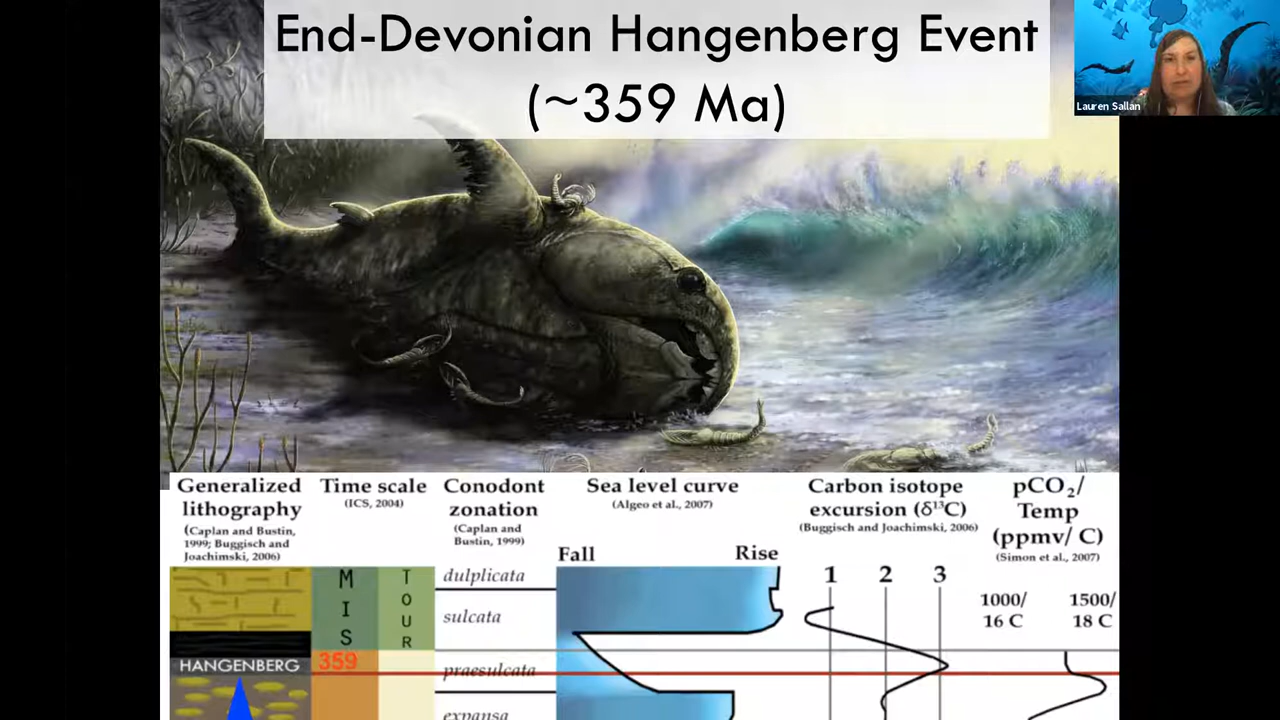 End-Devonian Hangenberg Event
(~359 Ma)
Lauren Sallan
Generalized
lithography
(Caplan and Bustin,
1999; Buggisch and
Joachimski, 2006)
Time scale
(ICS, 2004)
Conodont
zonation
(Caplan and
Bustin, 1999)
Sea level curve
(Algeo et al., 2007)
Fall
Rise
Carbon isotope
excursion (δ¹³C)
(Buggisch and Joachimski, 2006)
pCO₂/
Temp
(ppmv/ C)
(Simon et al., 2007)
M
I
S
T
O
U
R
dulplicata
sulcata
praesulcata
expansa
1 2 3
1000/
16 C
1500/
18 C
HANGENBERG
359